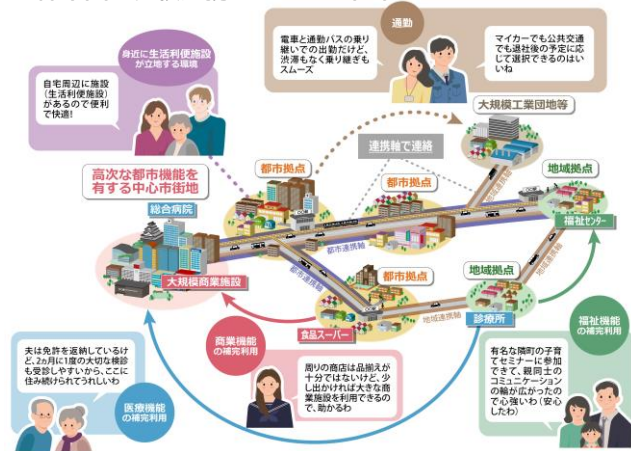 通勤
電車と通勤バスの乗り
継いでの出勤だけど、
渋滞もなく乗り継ぎも
スムーズ
マイカーでも公共交通
でも退社後の予定に応
じて選択できるのはい
いね
身近に生活利便施設
が立地する環境
自宅周辺に施設
(生活利便施設)
があるので便利
で快適!
大規模工業団地等
連携軸で連絡
高次な都市機能を
有する中心市街地
総合病院
都市拠点
都市拠点
地域拠点
福祉センター
地域連携軸
都市連携軸
大規模商業施設
都市連携軸
都市拠点
地域拠点
地域連携軸
食品スーパー
地域連携軸
診療所
商業機能
の補完利用
福祉機能
の補完利用
夫は免許を返納しているけ
ど、2ヵ月に1度の大切な検診
も受診しやすいから、ここに
住み続けられてうれしいわ
医療機能
の補完利用
周りの商店は品揃えが
十分ではないけど、少
し出かければ大きな商
業施設を利用できるの
で、助かるわ
有名な隣町の子育
てセミナーに参加
できて、親同士の
コミュニケーション
の輪が広がったの
で心強いわ(安心
したわ)